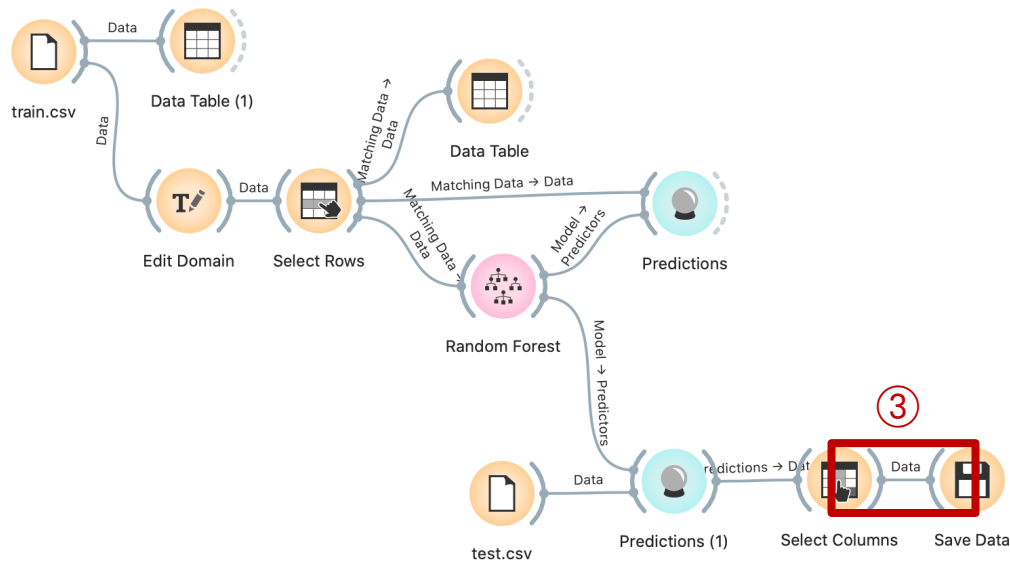 Data
train.csv
Data Table (1)
Data
Matching Data →
Data
Data Table
Data
Matching Data → Data
Edit Domain
Select Rows
Matching Data
Data
Model →
Predictors
Predictions
Random Forest
Model → Predictors
③
Data
redictions → Dat
Data
test.csv
Predictions (1)
Select Columns
Save Data